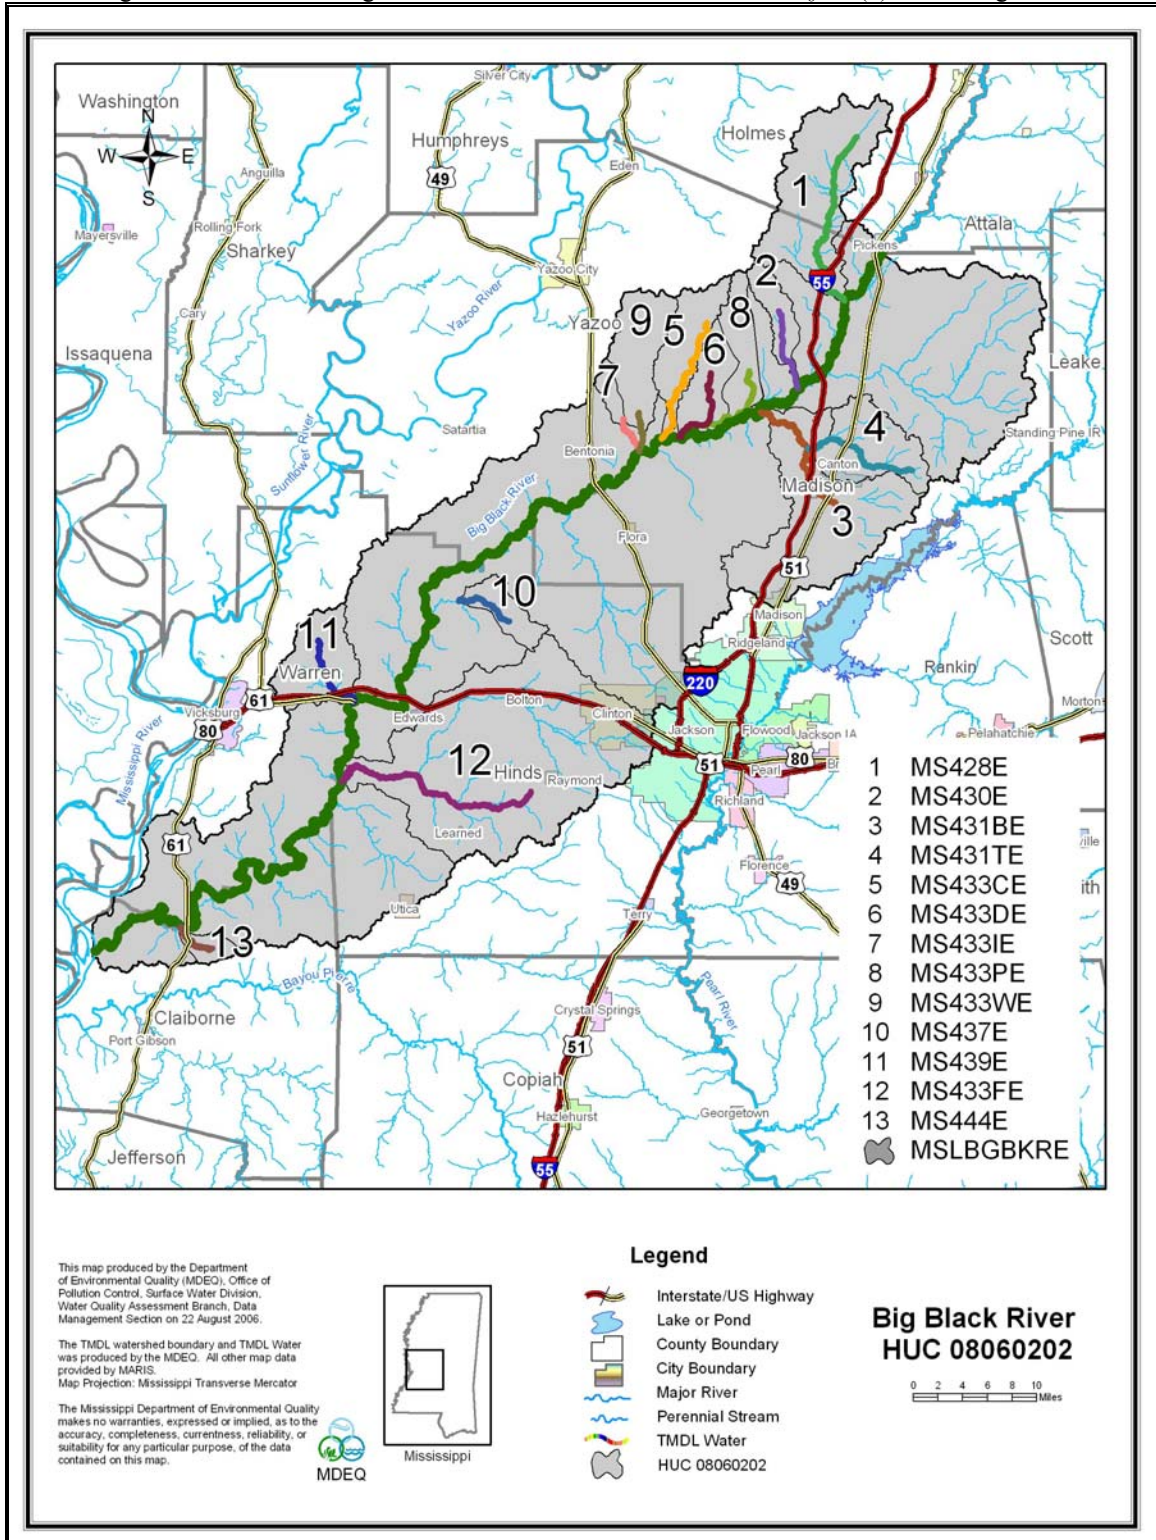 Washington
N
W E
S
Silver City
Humphreys
49
Holmes
Eden
Anguilla
1
Mayersville
Rolling Fork
Sharkey
Attala
Pickens
Yazoo City
2
55
Yazoo River
Cary
Yazoo
9
5
8
6
Issaquena
Leake
7
Satartia
4
Standing Pine IR
Sunflower River
Bentonia
Canton
Madison
Big Black River
3
Flora
51
10
Madison
11
Ridgeland
Scott
Warren
Rankin
220
61
Vicksburg
Edwards
Bolton
Clinton
Morton
80
Jackson
Flowood
Jackson IA
Pelahatchie
Mississippi River
12
Hinds
Raymond
51
80
Pearl
Richland
Learned
61
Florence
49
Utica
Terry
13
Bayou Pierre
Pearl River
Claiborne
Crystal Springs
Port Gibson
51
Copiah
Hazlehurst
Georgetown
Jefferson
55
1 MS428E
2 MS430E
3 MS431BE
4 MS431TE
5 MS433CE
6 MS433DE
7 MS433IE
8 MS433PE
9 MS433WE
10 MS437E
11 MS439E
12 MS433FE
13 MS444E
MSLBGBKRE
This map produced by the Department
of Environmental Quality (MDEQ), Office of
Pollution Control, Surface Water Division,
Water Quality Assessment Branch, Data
Management Section on 22 August 2006.
The TMDL watershed boundary and TMDL Water
was produced by the MDEQ. All other map data
provided by MARIS.
Map Projection: Mississippi Transverse Mercator
The Mississippi Department of Environmental Quality
makes no warranties, expressed or implied, as to the
accuracy, completeness, currentness, reliability, or
suitability for any particular purpose, of the data
contained on this map.
MDEQ
Mississippi
Legend
Interstate/US Highway
Lake or Pond
County Boundary
City Boundary
Major River
Perennial Stream
TMDL Water
HUC 08060202
Big Black River
HUC 08060202
0 2 4 6 8 10
Miles